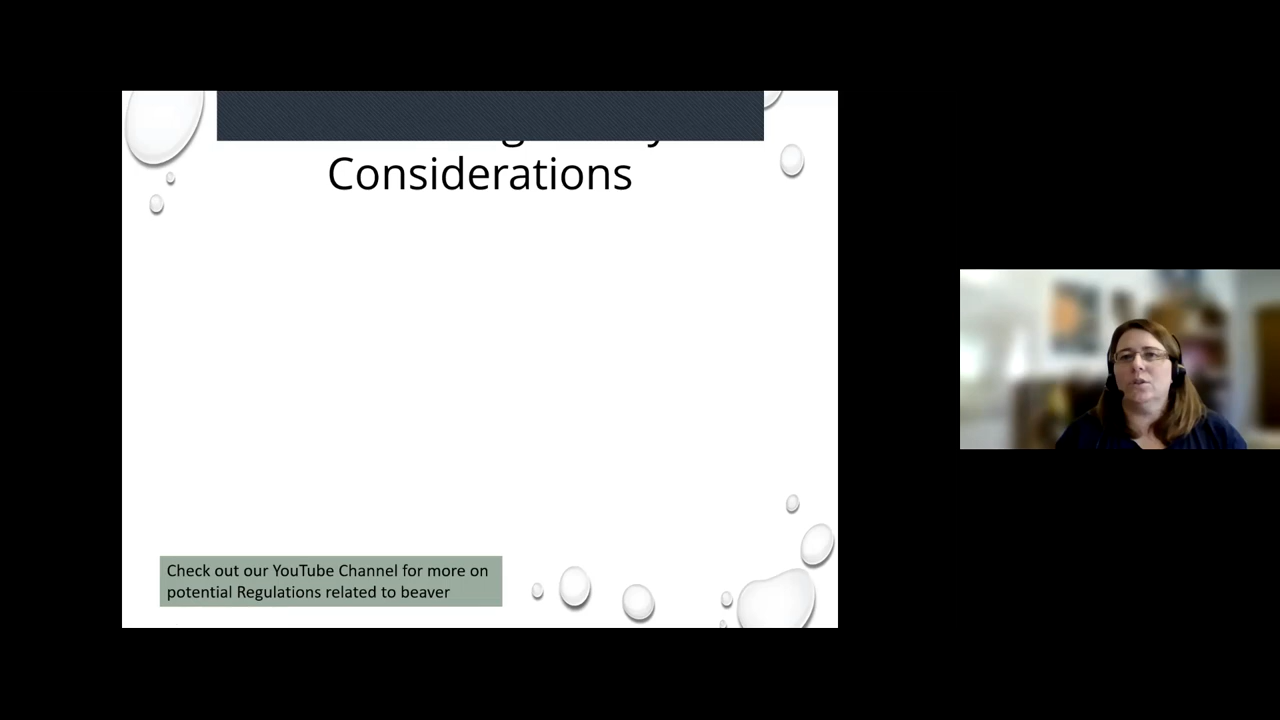 Considerations
Check out our YouTube Channel for more on
potential Regulations related to beaver